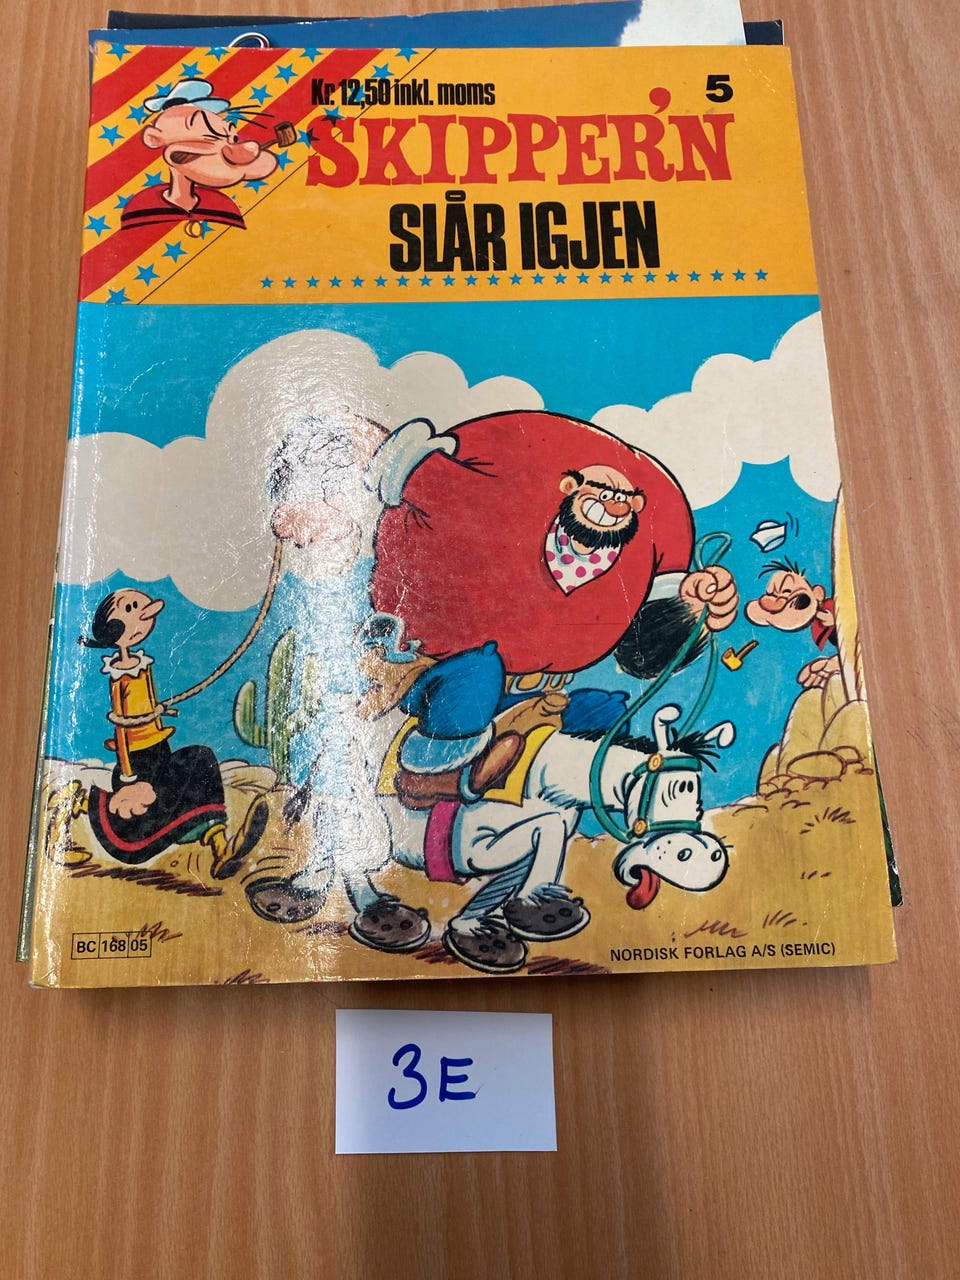 Kr. 12,50 inkl. moms
5
SKIPPER'N
SLÅR IGJEN
BC 168 05
NORDISK FORLAG A/S (SEMIC)
3E